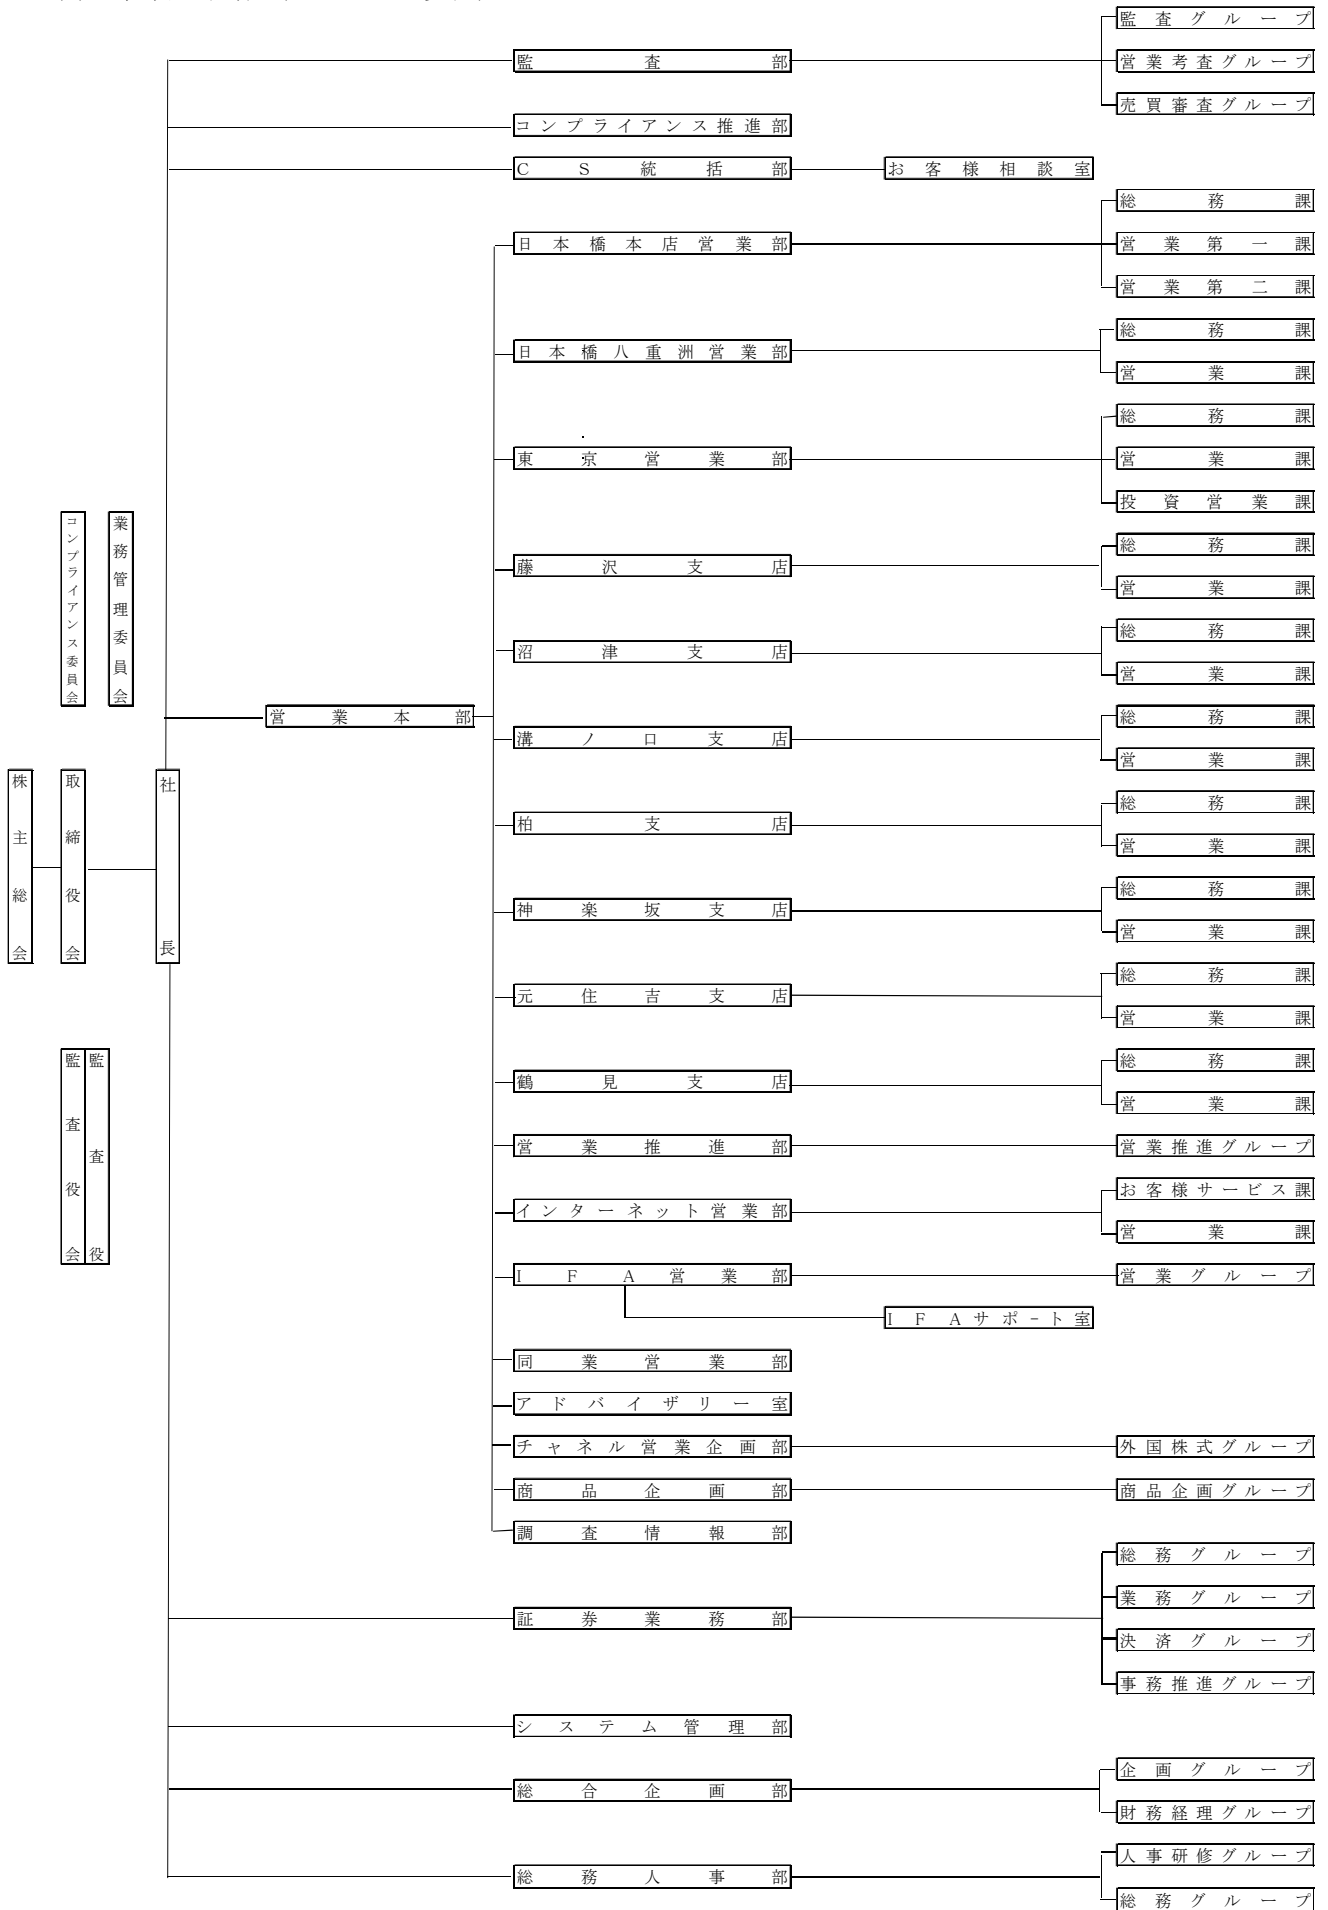 監査グループ
監査部
営業考査グループ
売買審査グループ
コンプライアンス推進部
CS統括部
お客様相談室
総務課
日本橋本店営業部
営業第一課
営業第二課
総務課
日本橋八重洲営業部
営業課
総務課
東京営業部
営業課
投資営業課
コンプライアンス委員会
業務管理委員会
総務課
藤沢支店
営業課
総務課
沼津支店
営業課
営業本部
総務課
溝ノ口支店
営業課
株主総会
取締役会
社長
総務課
柏支店
営業課
総務課
神楽坂支店
営業課
総務課
元住吉支店
営業課
監査役会
監査役
総務課
鶴見支店
営業課
営業推進部
営業推進グループ
お客様サービス課
インターネット営業部
営業課
IFA営業部
営業グループ
IFAサポ-ト室
同業営業部
アドバイザリー室
チャネル営業企画部
外国株式グループ
商品企画部
商品企画グループ
調査情報部
総務グループ
業務グループ
証券業務部
決済グループ
事務推進グループ
システム管理部
企画グループ
総合企画部
財務経理グループ
人事研修グループ
総務人事部
総務グループ